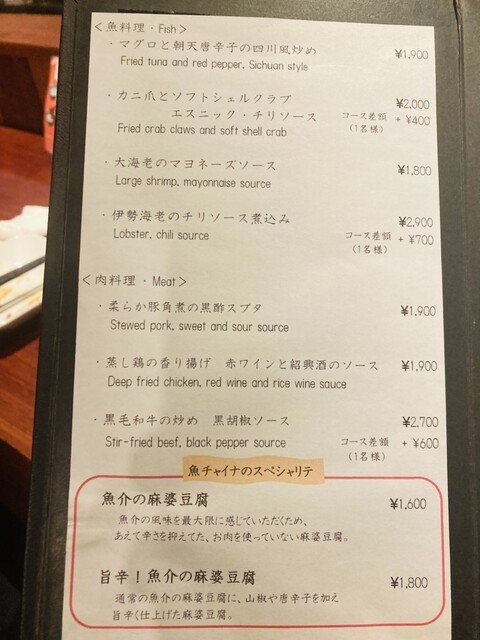 <魚料理・Fish>
・マグロと朝天唐辛子の四川風炒め ¥1,900
Fried tuna and red pepper, Sichuan style
・カニ爪とソフトシェルクラブ ¥2,000
エスニック・チリソース コース差額 + ¥400
Fried crab claws and soft shell crab (1名様)
・大海老のマヨネーズソース ¥1,800
Large shrimp, mayonnaise source
・伊勢海老のチリソース煮込み ¥2,900
Lobster, chili source コース差額 + ¥700
(1名様)
<肉料理・Meat>
・柔らか豚角煮の黒酢スブタ ¥1,900
Stewed pork, sweet and sour source
・蒸し鶏の香り揚げ 赤ワインと紹興酒のソース ¥1,900
Deep fried chicken, red wine and rice wine sauce
・黒毛和牛の炒め 黒胡椒ソース ¥2,700
Stir-fried beef, black pepper source コース差額 + ¥600
(1名様)
魚チャイナのスペシャリテ
魚介の麻婆豆腐 ¥1,600
魚介の風味を最大限に感じていただくため、
あえて辛さを抑えてた、お肉を使っていない麻婆豆腐。
旨辛!魚介の麻婆豆腐 ¥1,800
通常の魚介の麻婆豆腐に、山椒や唐辛子を加え
旨辛く仕上げた麻婆豆腐。